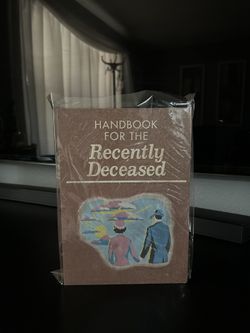 HANDBOOK
FOR THE
Recently
Deceased